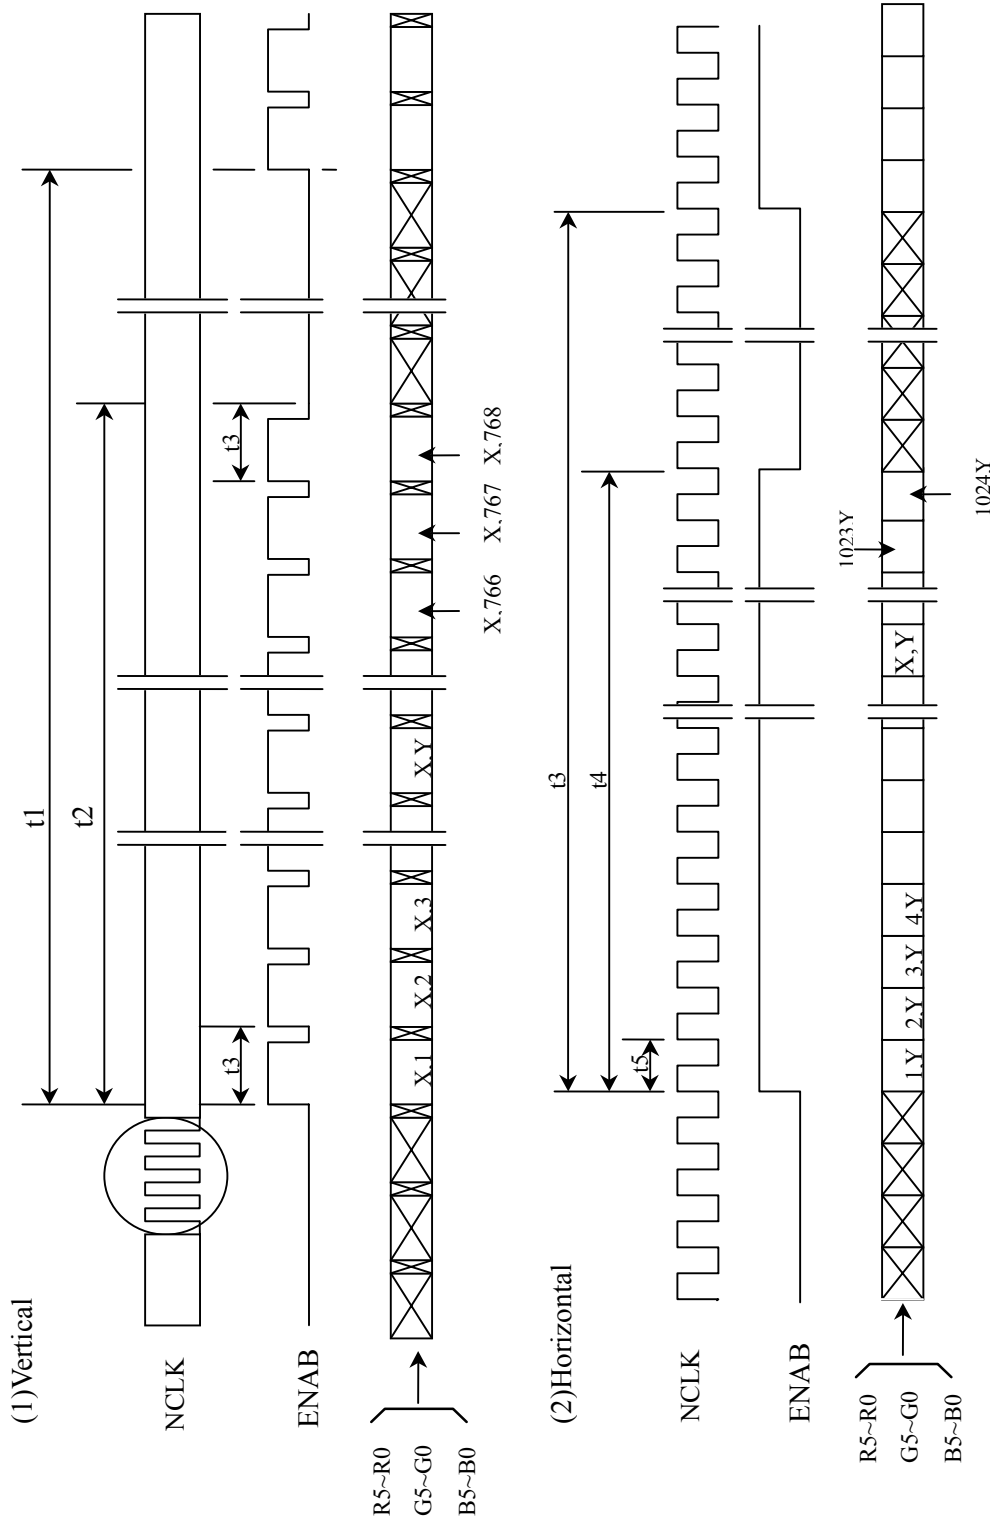 (1)Vertical
t1
t2
NCLK
t3
t3
ENAB
R5~R0
G5~G0
B5~B0
X.1
X.2
X.3
X.Y
X.766
X.767
X.768
(2)Horizontal
t3
t4
t5
NCLK
ENAB
R5~R0
G5~G0
B5~B0
1.Y
2.Y
3.Y
4.Y
X,Y
1023Y
1024Y